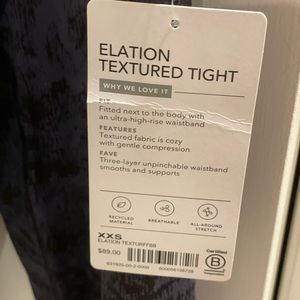 ELATION
TEXTURED TIGHT
WHY WE LOVE IT
FIT
Fitted next to the body with
an ultra-high-rise waistband
FEATURES
Textured fabric is cozy
with gentle compression
FAVE
Three-layer unpinchable waistband
smooths and supports
RECYCLED
MATERIAL
BREATHABLE
ALL-AROUND
STRETCH
XXS
ELATION TEXTURFFBB
$89.00
Certified
B
Corporation